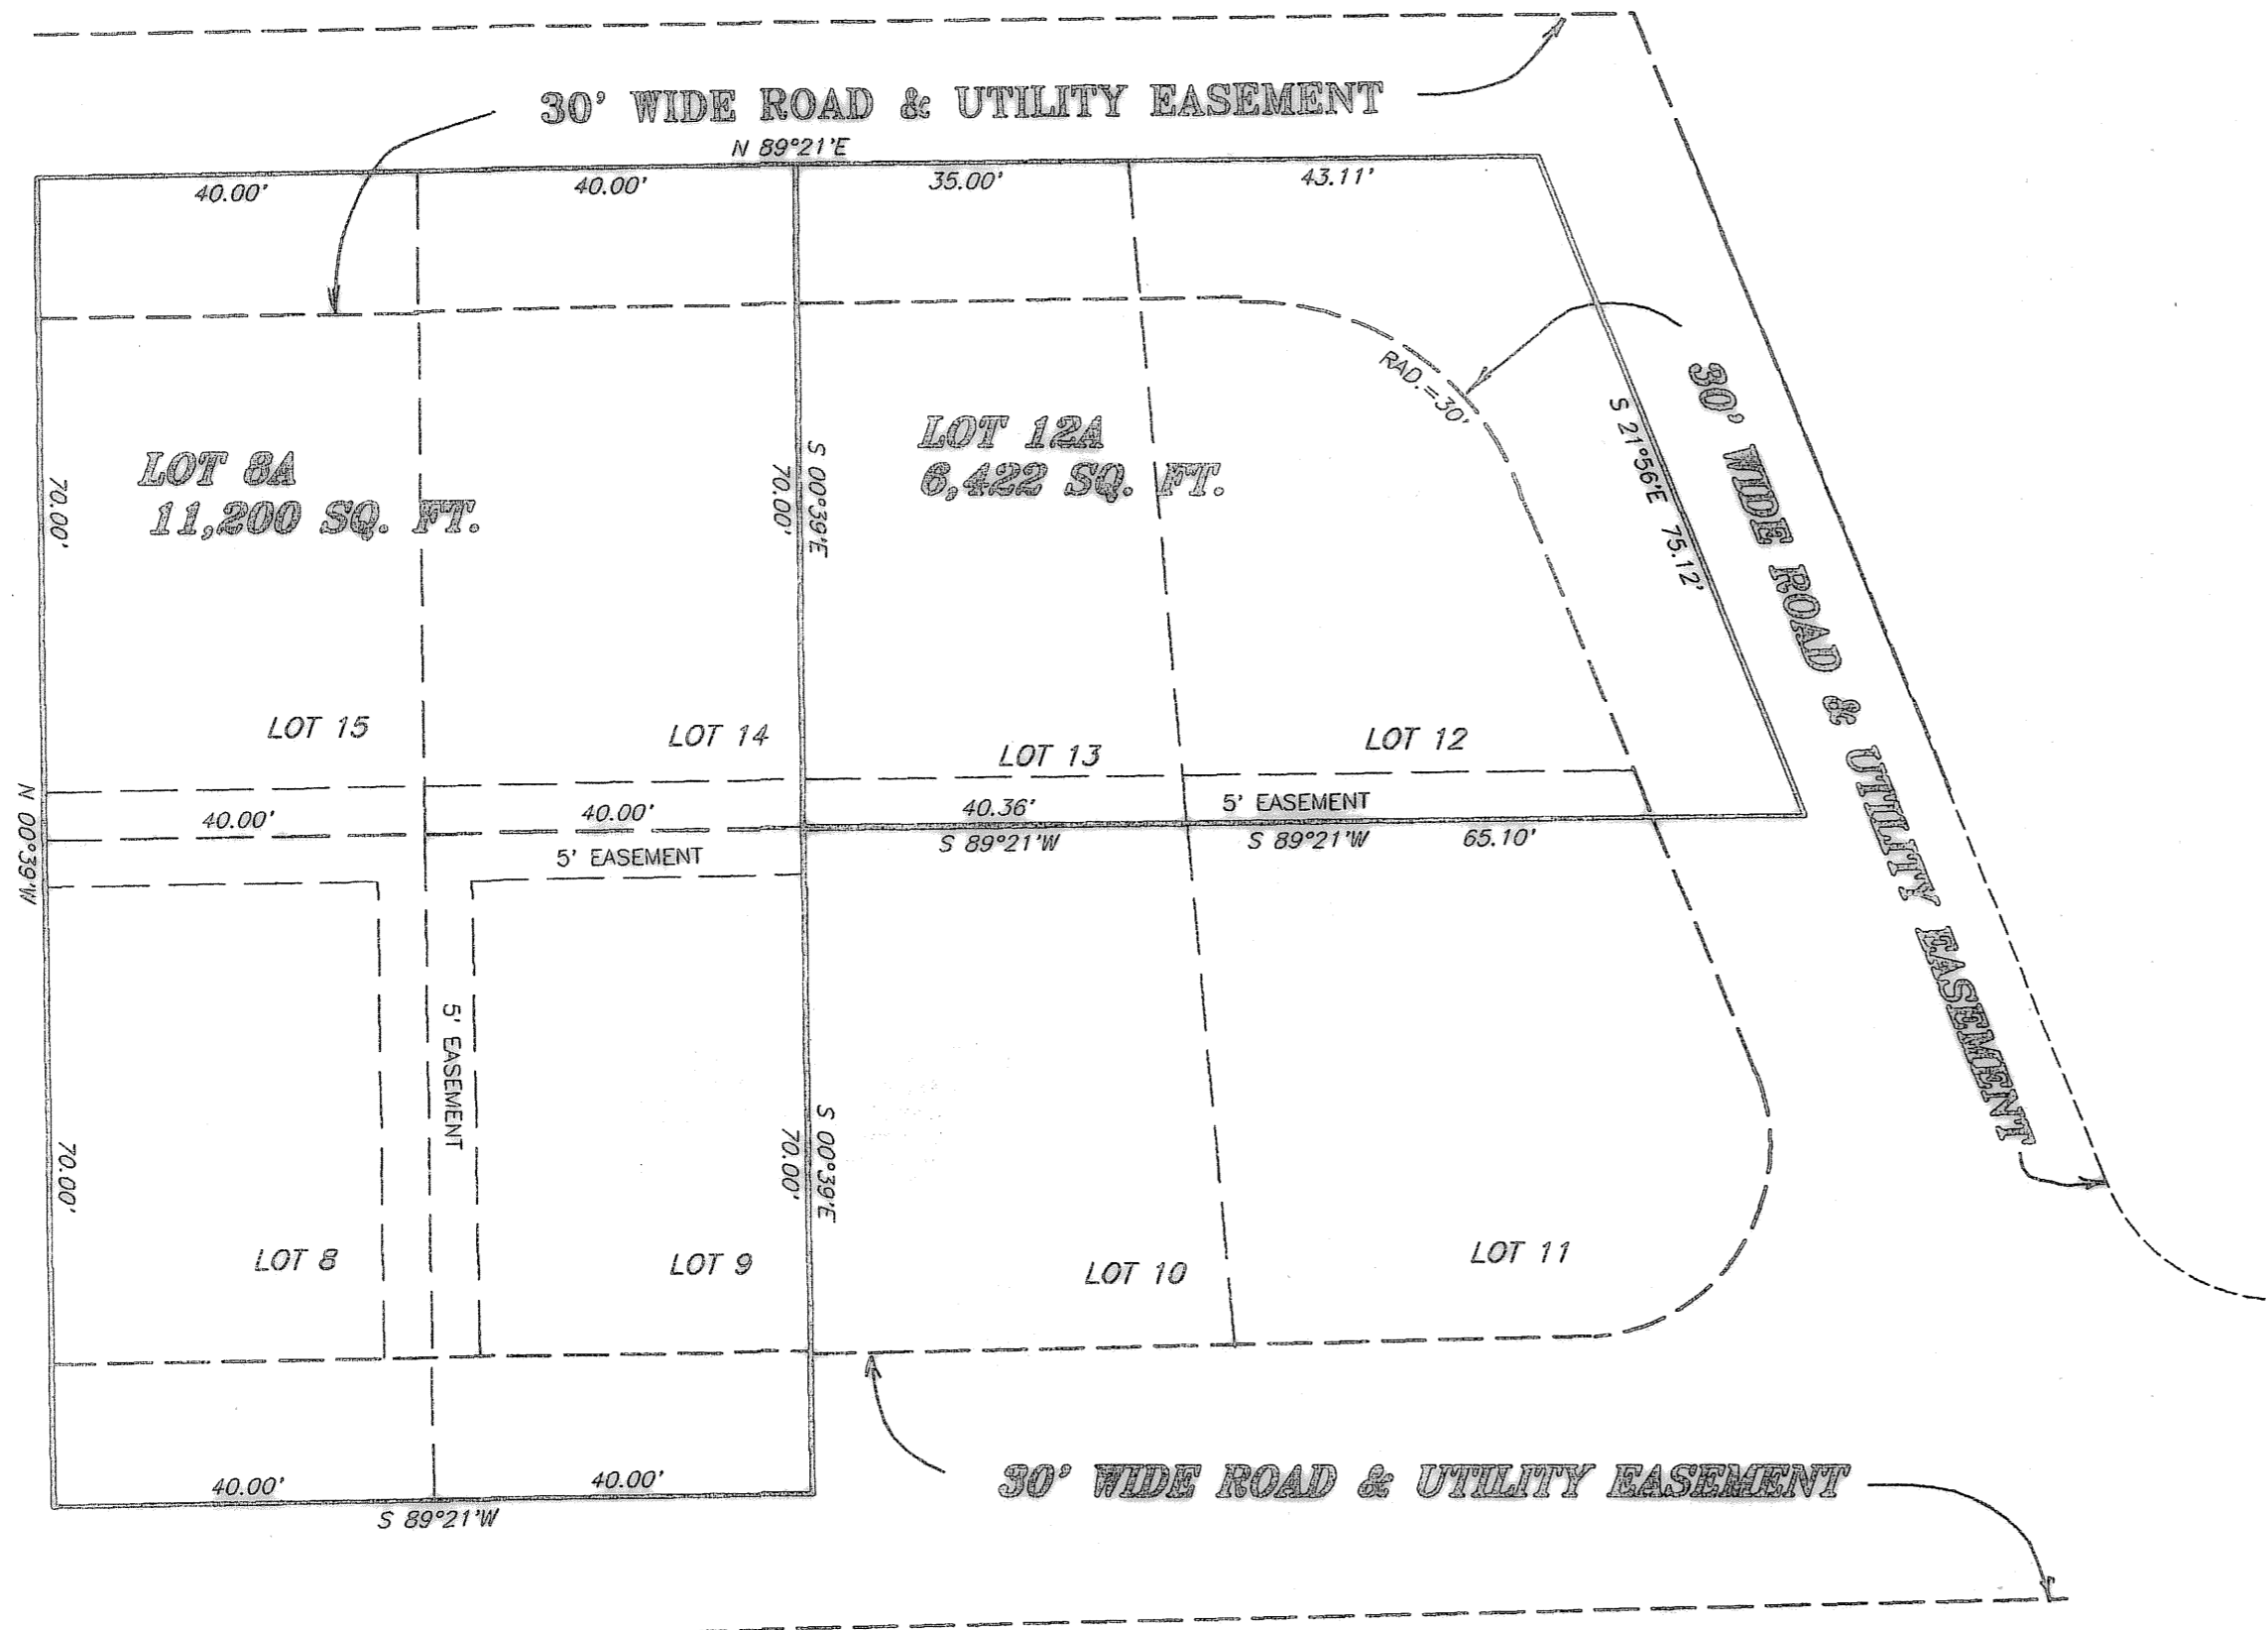 30' WIDE ROAD & UTILITY EASEMENT
N 89°21'E
40.00'
40.00'
35.00'
43.11'
RAD.=30'
30' WIDE ROAD & UTILITY EASEMENT
S 21°56'E 75.12'
LOT 8A
11,200 SQ. FT.
LOT 12A
6,422 SQ. FT.
70.00'
S 00°39'E
70.00'
LOT 15
LOT 14
LOT 13
LOT 12
N 00°39'W
40.00'
40.00'
40.36'
5' EASEMENT
5' EASEMENT
S 89°21'W
S 89°21'W
65.10'
5' EASEMENT
70.00'
S 00°39'E
70.00'
LOT 8
LOT 9
LOT 10
LOT 11
40.00'
40.00'
S 89°21'W
30' WIDE ROAD & UTILITY EASEMENT